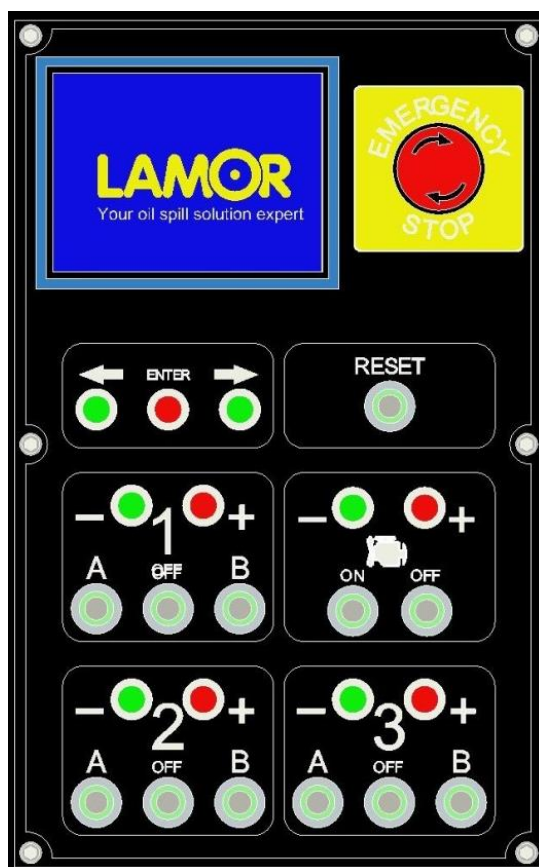 LAMOR
Your oil spill solution expert
EMERGENCY
STOP
ENTER
RESET
- 1 +
A OFF B
- +
ON OFF
- 2 +
A OFF B
- 3 +
A OFF B